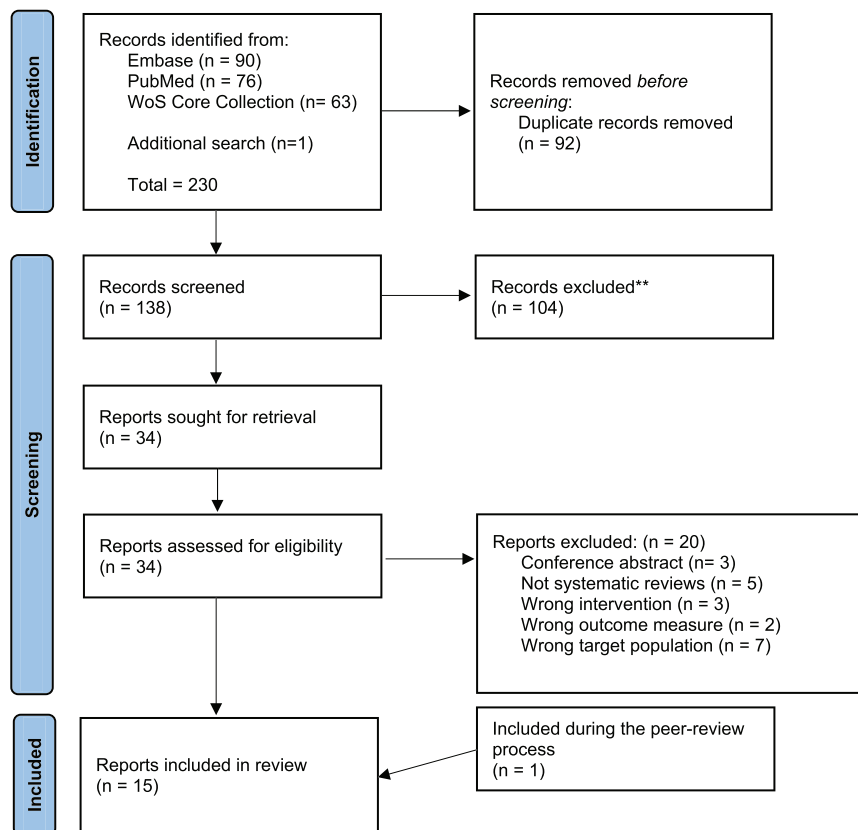 Identification
Records identified from:
Embase (n = 90)
PubMed (n = 76)
WoS Core Collection (n= 63)
Additional search (n=1)
Total = 230
Records removed before
screening:
Duplicate records removed
(n = 92)
Screening
Records screened
(n = 138)
Records excluded**
(n = 104)
Reports sought for retrieval
(n = 34)
Reports assessed for eligibility
(n = 34)
Reports excluded: (n = 20)
Conference abstract (n= 3)
Not systematic reviews (n = 5)
Wrong intervention (n = 3)
Wrong outcome measure (n = 2)
Wrong target population (n = 7)
Included
Reports included in review
(n = 15)
Included during the peer-review
process
(n = 1)